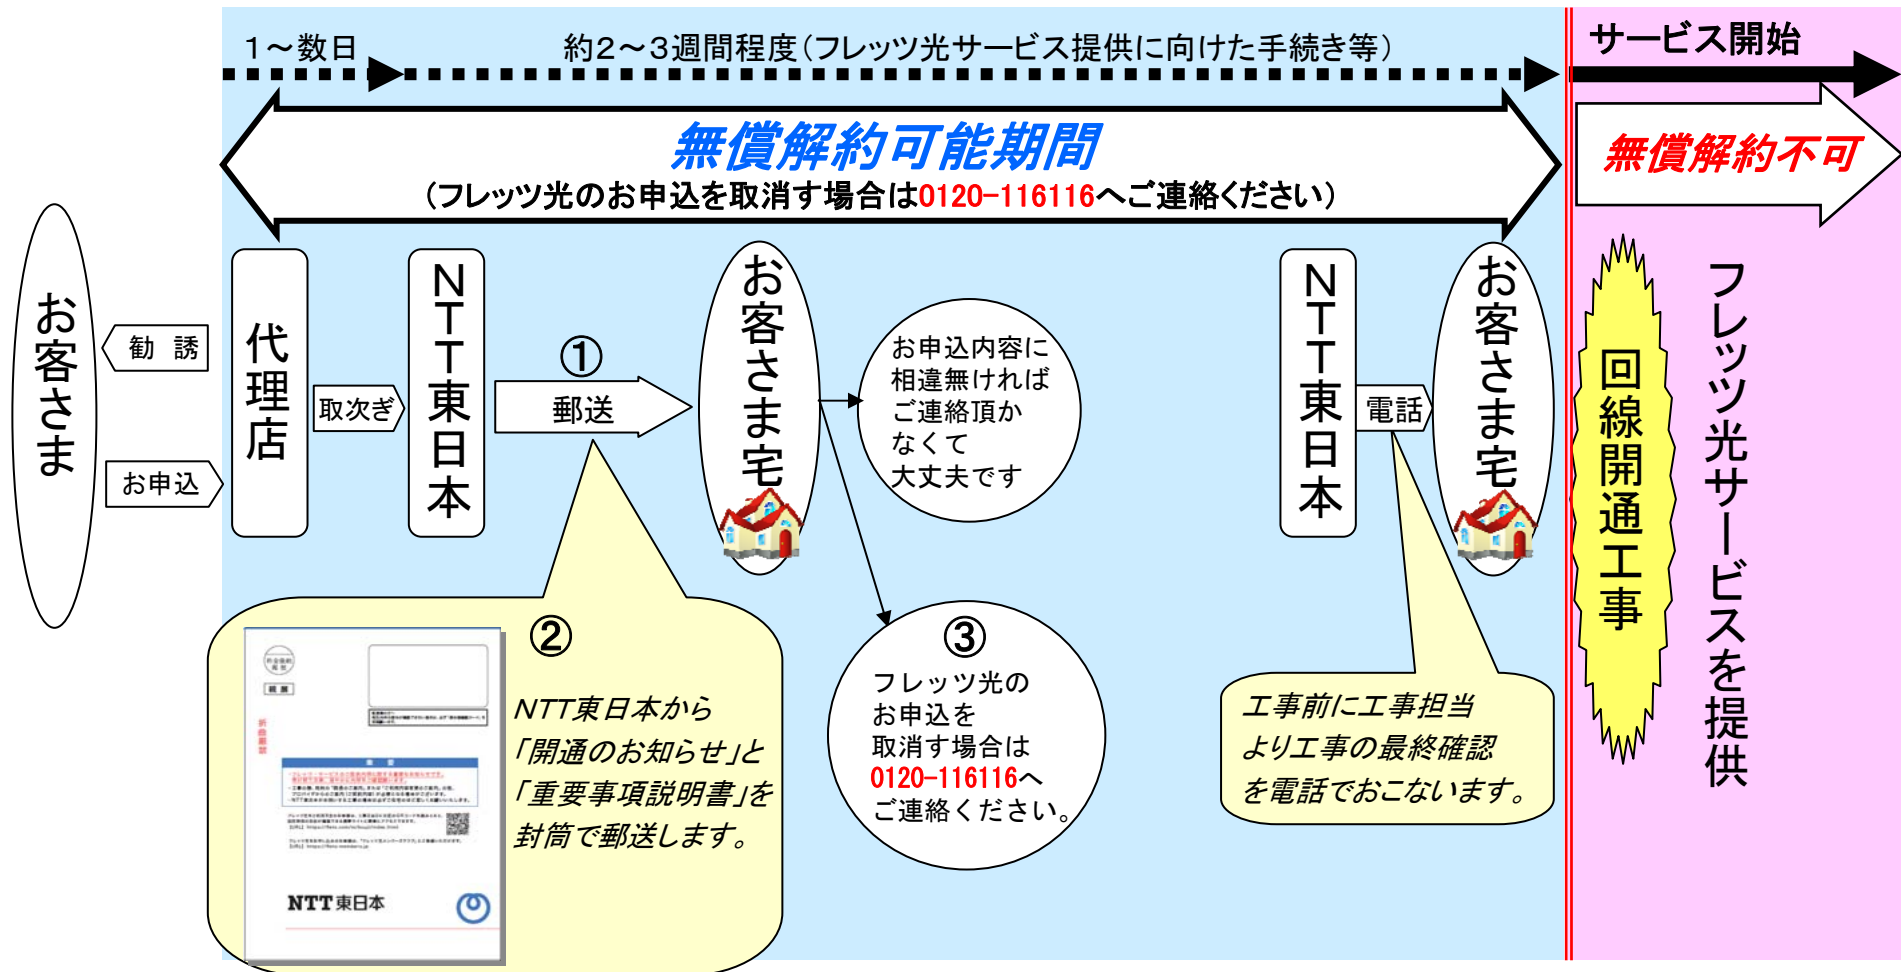 1～数日
約2～3週間程度（フレッツ光サービス提供に向けた手続き等）
サービス開始
無償解約可能期間
（フレッツ光のお申込を取消す場合は0120-116116へご連絡ください）
無償解約不可
お客さま
勧 誘
お申込
代理店
取次ぎ
NTT東日本
①
郵送
お客さま宅
お申込内容に
相違無ければ
ご連絡頂か
なくて
大丈夫です
NTT東日本
電話
お客さま宅
回線開通工事
フレッツ光サービスを提供
②
NTT東日本から
「開通のお知らせ」と
「重要事項説明書」を
封筒で郵送します。
折曲厳禁
重 要
NTT東日本
③
フレッツ光の
お申込を
取消す場合は
0120-116116へ
ご連絡ください。
工事前に工事担当
より工事の最終確認
を電話でおこないます。